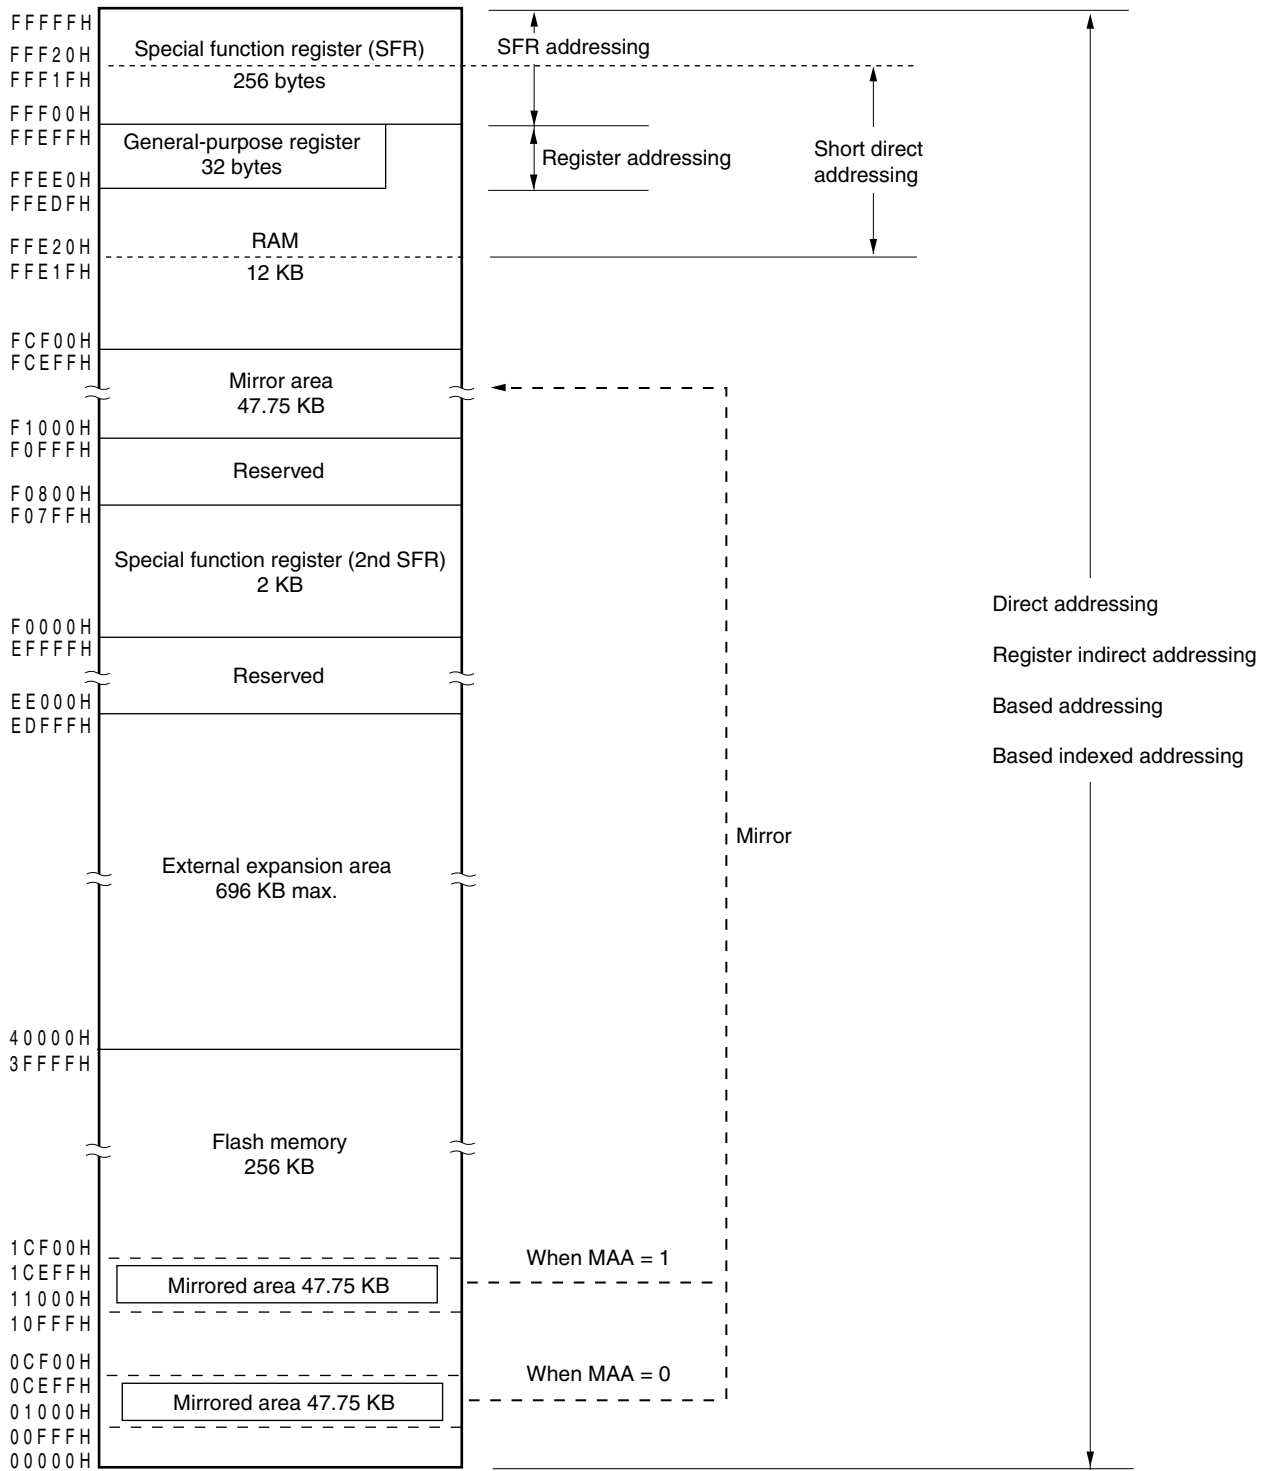 FFFFFH
Special function register (SFR)
256 bytes
SFR addressing
FFF20H
FFF1FH
FFF00H
FFEFFH
General-purpose register
32 bytes
Register addressing
Short direct
addressing
FFEE0H
FFEDFH
FFE20H
RAM
12 KB
FFE1FH
FCF00H
FCEFFH
Mirror area
47.75 KB
F1000H
F0FFFH
Reserved
F0800H
F07FFH
Special function register (2nd SFR)
2 KB
F0000H
EFFFFH
Reserved
EE000H
EDFFFH
Direct addressing
Register indirect addressing
Based addressing
Based indexed addressing
Mirror
External expansion area
696 KB max.
40000H
3FFFFH
Flash memory
256 KB
1CF00H
When MAA = 1
1CEFFH
Mirrored area 47.75 KB
11000H
10FFFH
0CF00H
When MAA = 0
0CEFFH
Mirrored area 47.75 KB
01000H
00FFFH
00000H